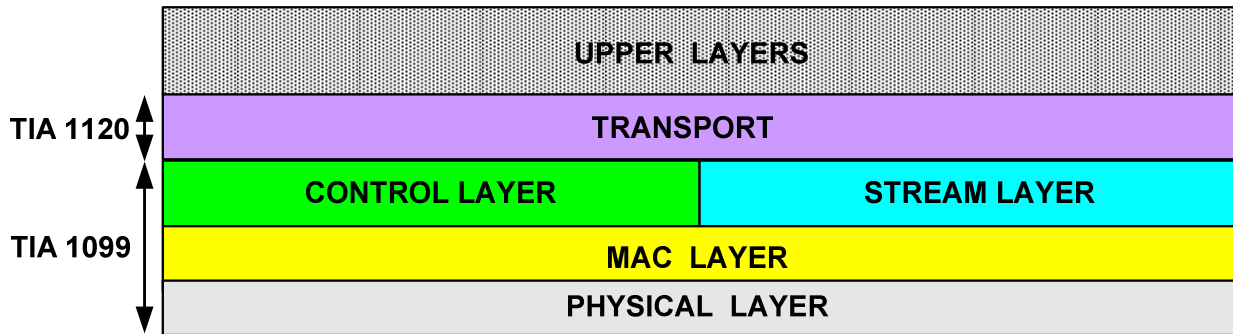 UPPER LAYERS
TIA 1120
TRANSPORT
CONTROL LAYER
STREAM LAYER
TIA 1099
MAC LAYER
PHYSICAL LAYER